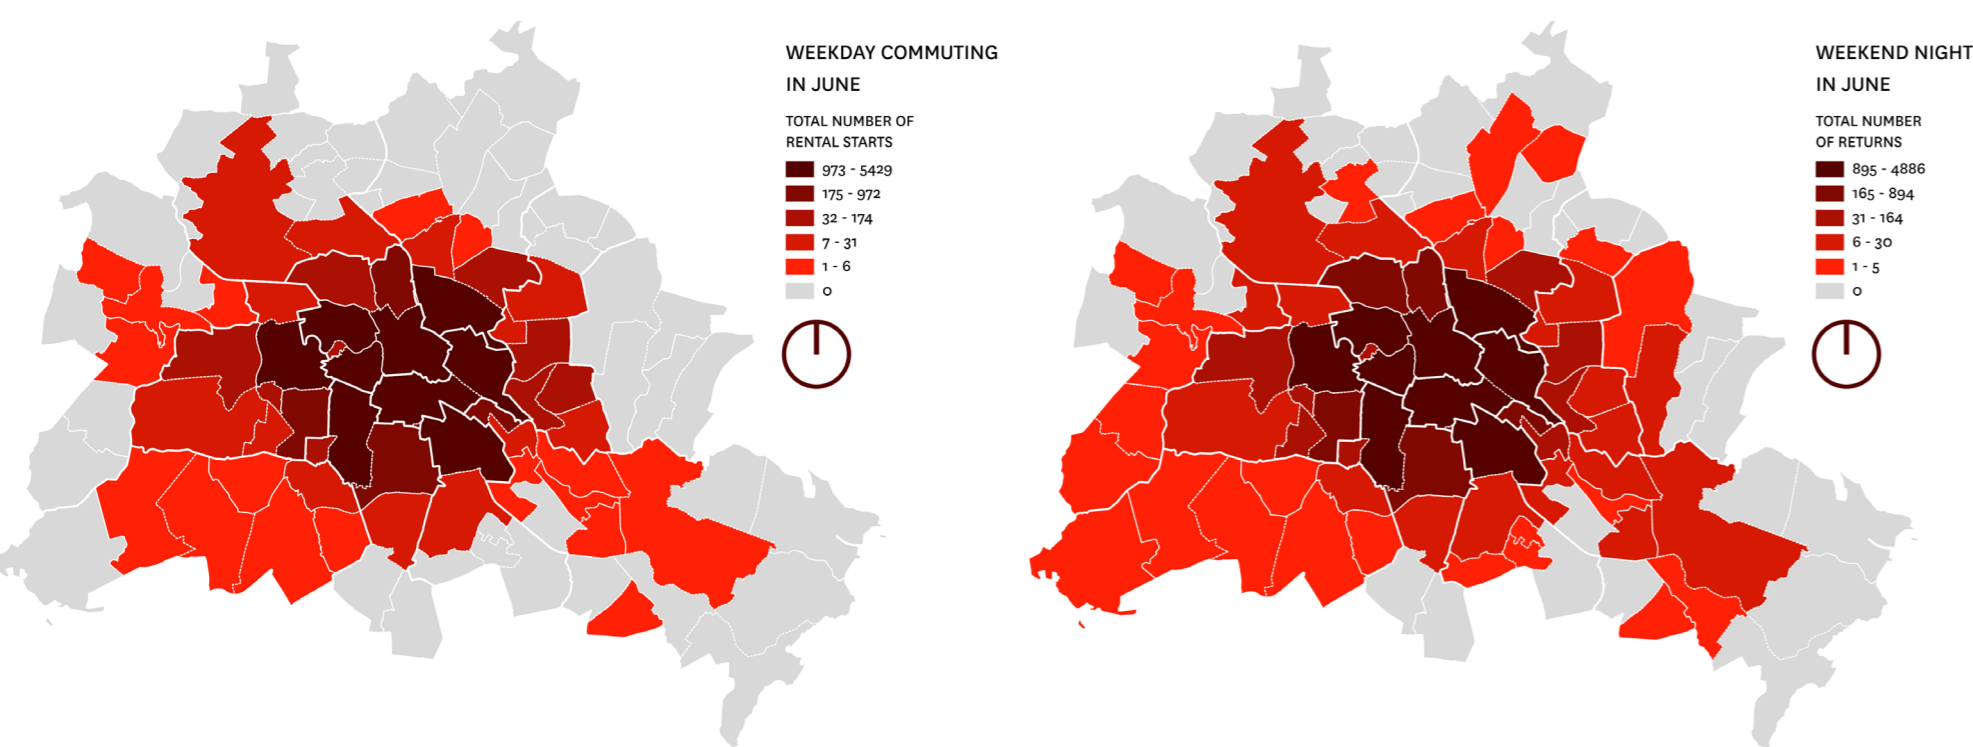 WEEKDAY COMMUTING
IN JUNE
TOTAL NUMBER OF
RENTAL STARTS
973 - 5429
175 - 972
32 - 174
7 - 31
1 - 6
0
WEEKEND NIGHT
IN JUNE
TOTAL NUMBER
OF RETURNS
895 - 4886
165 - 894
31 - 164
6 - 30
1 - 5
0